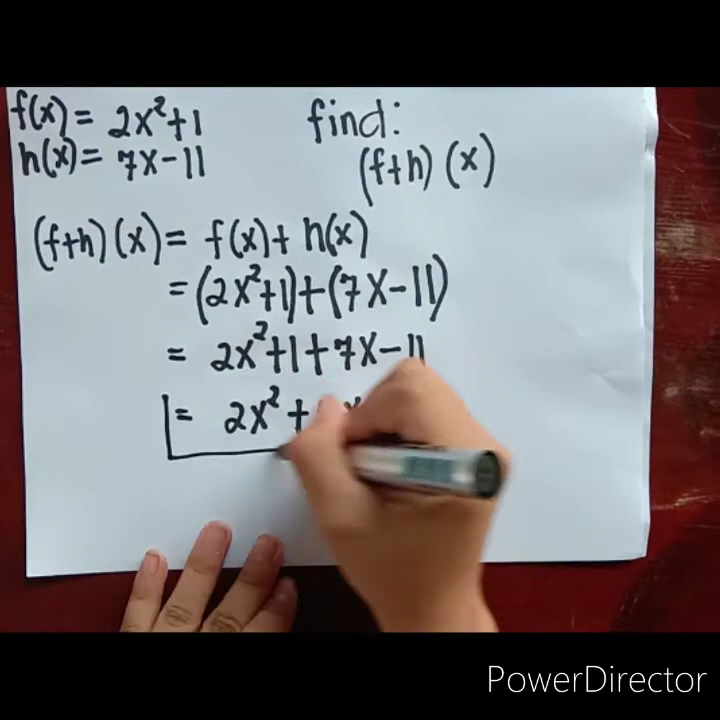 f(x) = 2x²+1
h(x) = 7x-11
find:
(f+h) (x)
(f+h) (x) = f(x) + h(x)
= (2x²+1)+(7x-11)
= 2x²+1+7x-11
= 2x² +
PowerDirector